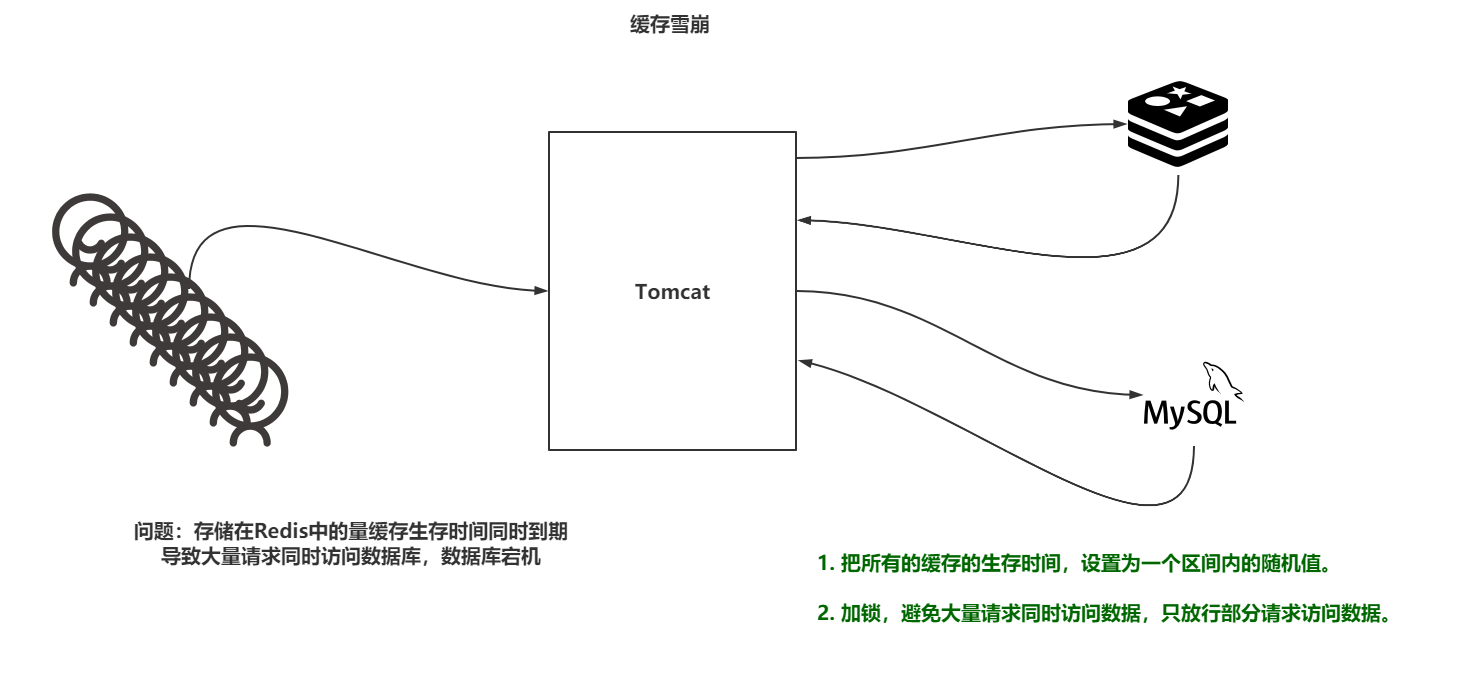 缓存雪崩
Tomcat
MySQL
问题：存储在Redis中的量缓存生存时间同时到期
导致大量请求同时访问数据库，数据库宕机
1. 把所有的缓存的生存时间，设置为一个区间内的随机值。
2. 加锁，避免大量请求同时访问数据，只放行部分请求访问数据。